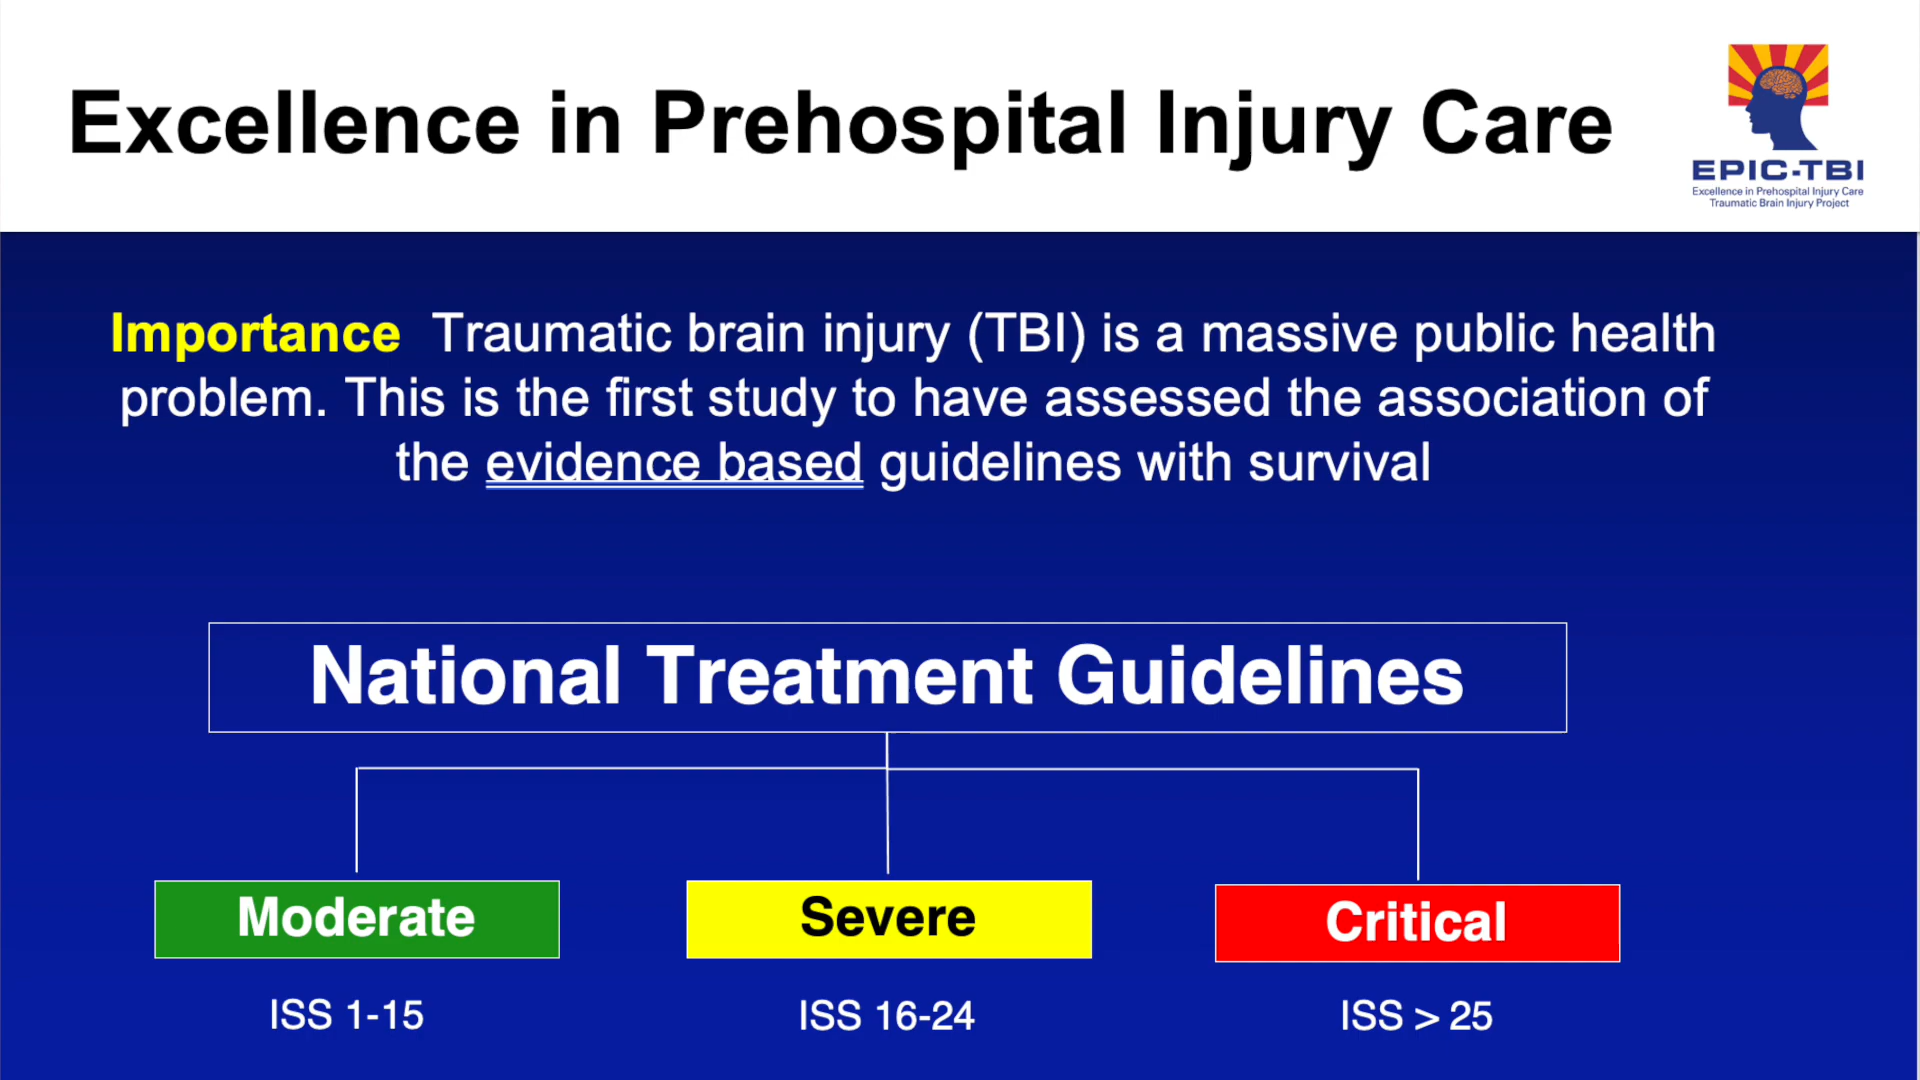 Excellence in Prehospital Injury Care
EPIC-TBI
Excellence in Prehospital Injury Care
Traumatic Brain Injury Project
Importance Traumatic brain injury (TBI) is a massive public health
problem. This is the first study to have assessed the association of
the evidence based guidelines with survival
National Treatment Guidelines
Moderate
Severe
Critical
ISS 1-15
ISS 16-24
ISS > 25